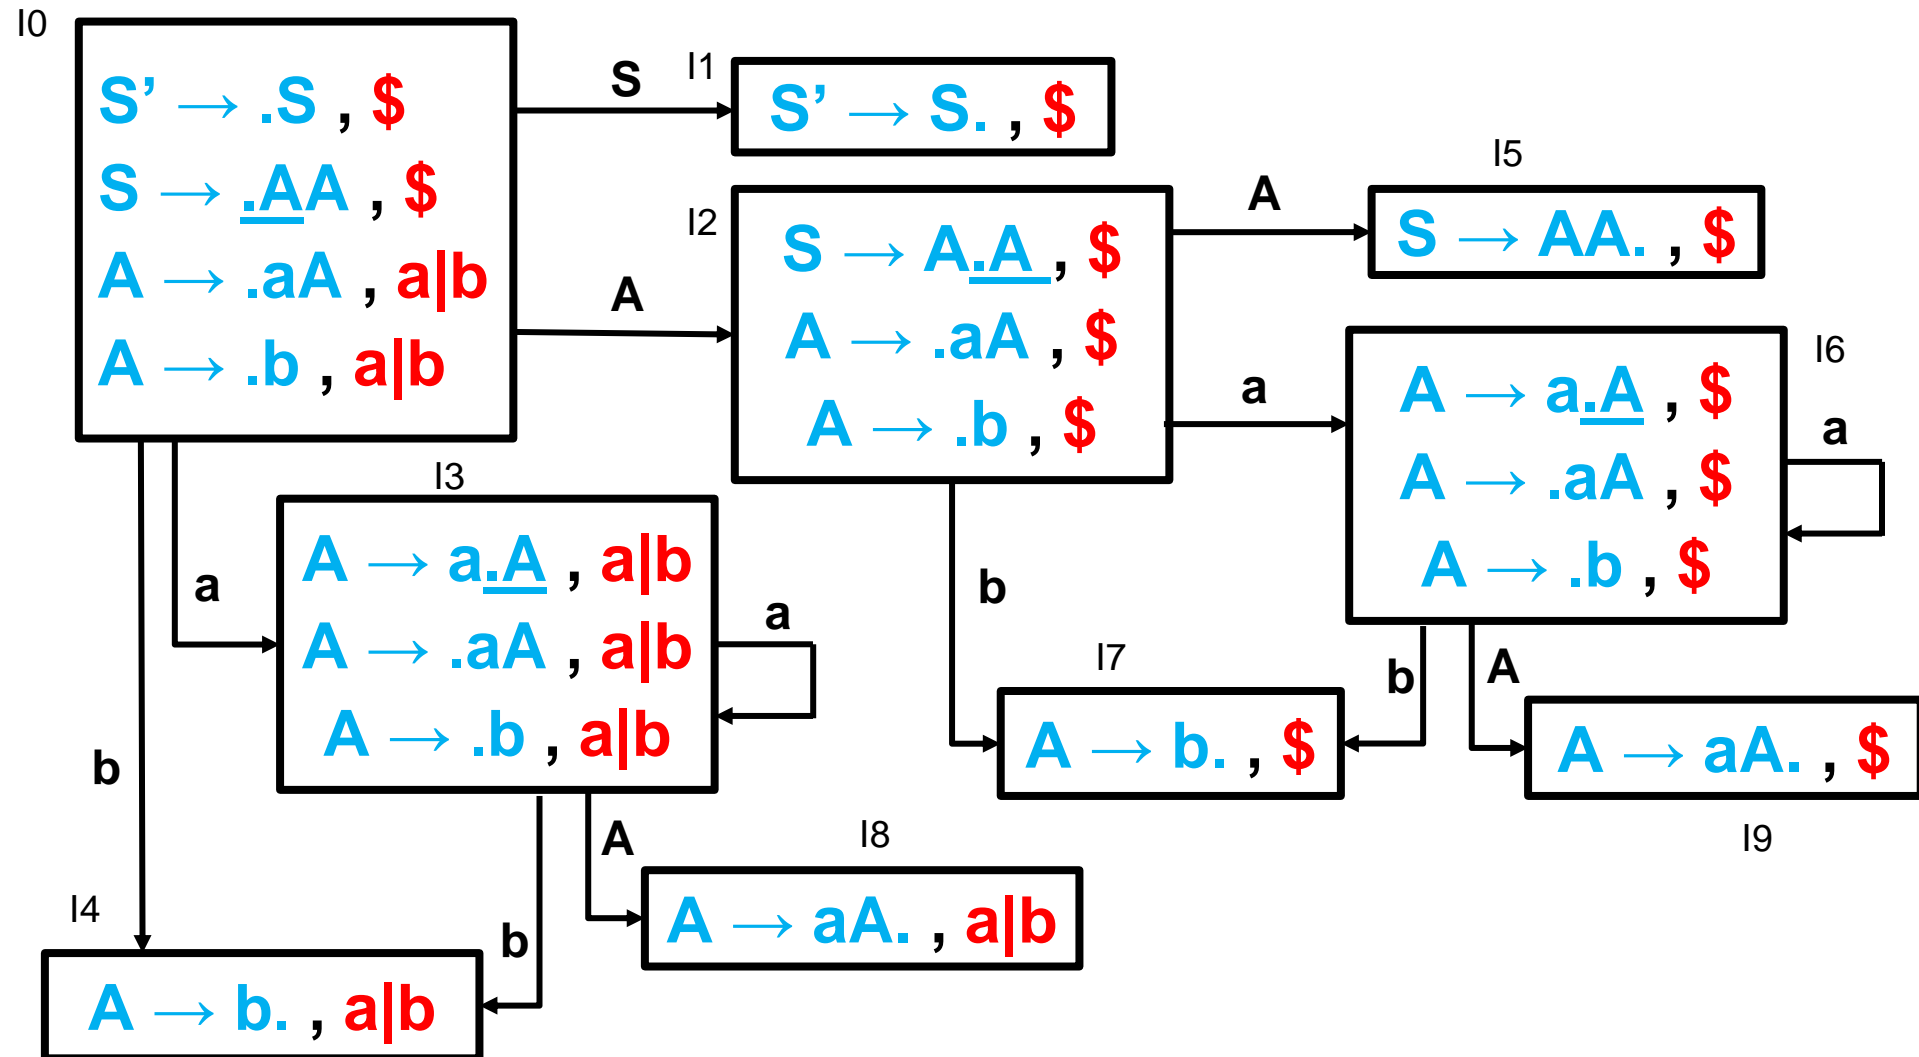 I0
S’ → .S , $
S → .AA , $
A → .aA , a|b
A → .b , a|b
S
I1
S’ → S. , $
A
I2
S → A.A , $
A → .aA , $
A → .b , $
A
I5
S → AA. , $
a
I6
A → a.A , $
A → .aA , $
A → .b , $
a
a
I3
A → a.A , a|b
A → .aA , a|b
A → .b , a|b
a
b
I7
A → b. , $
b
A
A → aA. , $
I9
b
A
I8
A → aA. , a|b
b
I4
A → b. , a|b